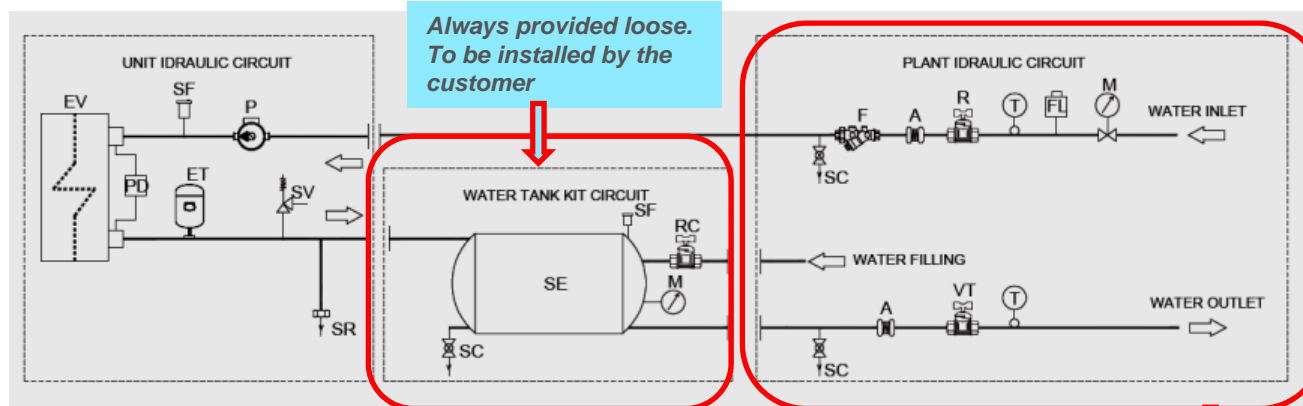 Always provided loose.
To be installed by the
customer
UNIT IDRAULIC CIRCUIT
PLANT IDRAULIC CIRCUIT
EV
SF
P
F
A
R
T
FL
M
WATER INLET
SC
PD
ET
SV
WATER TANK KIT CIRCUIT
SF
RC
WATER FILLING
SE
M
VT
T
A
WATER OUTLET
SR
SC
SC